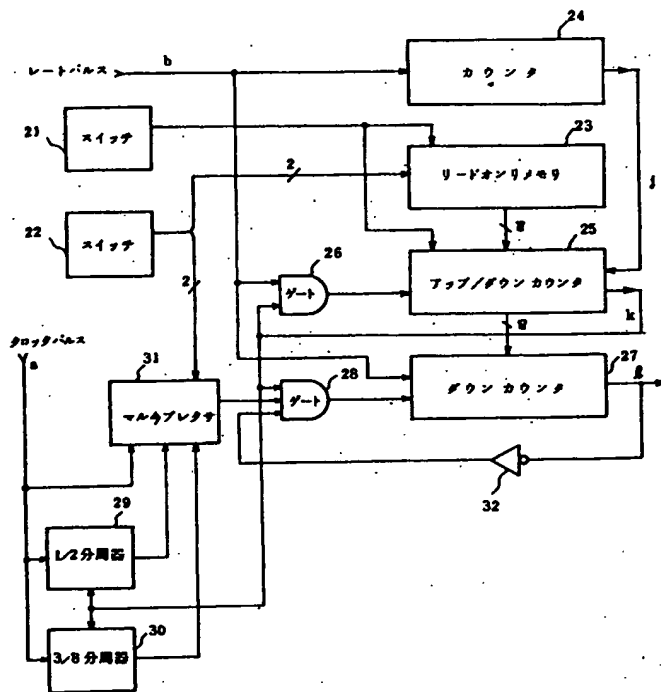 24
レートパルス
b
カウンタ
21
スイッチ
23
2
リードオンリメモリ
j
22
スイッチ
8
25
2
26
ゲート
アップ/ダウン カウンタ
k
クロックパルス
a
8
31
マルチプレクサ
28
ゲート
27
ダウン カウンタ
ℓ
32
29
1/2分周器
30
3/8分周器